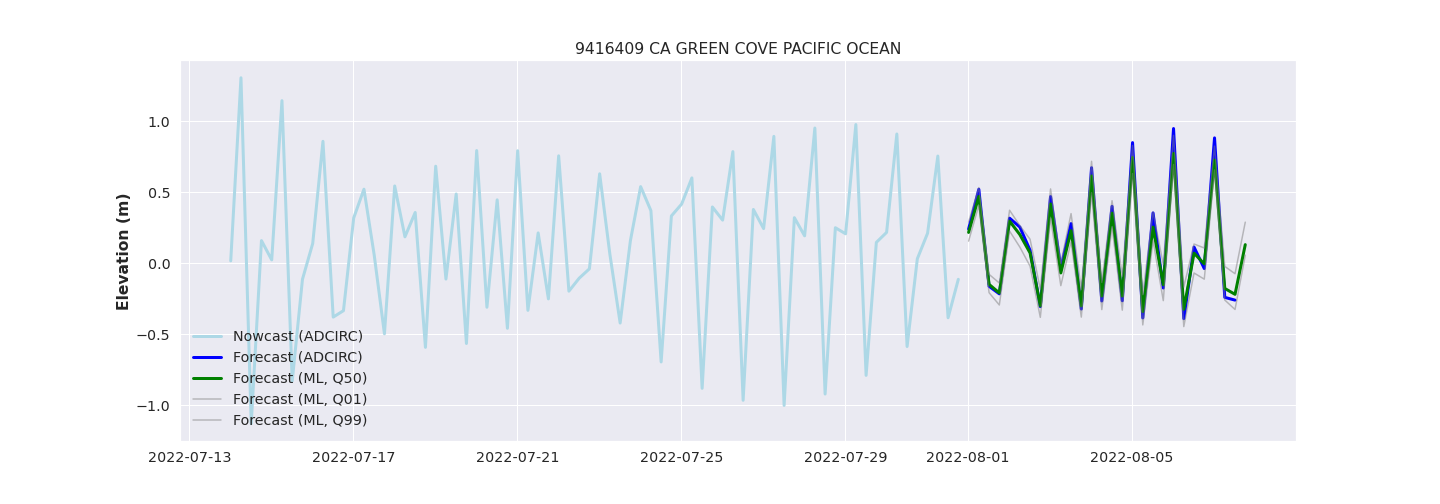 9416409 CA GREEN COVE PACIFIC OCEAN
Elevation (m)
1.0
0.5
0.0
−0.5
−1.0
Nowcast (ADCIRC)
Forecast (ADCIRC)
Forecast (ML, Q50)
Forecast (ML, Q01)
Forecast (ML, Q99)
2022-07-13 2022-07-17 2022-07-21 2022-07-25 2022-07-29 2022-08-01 2022-08-05